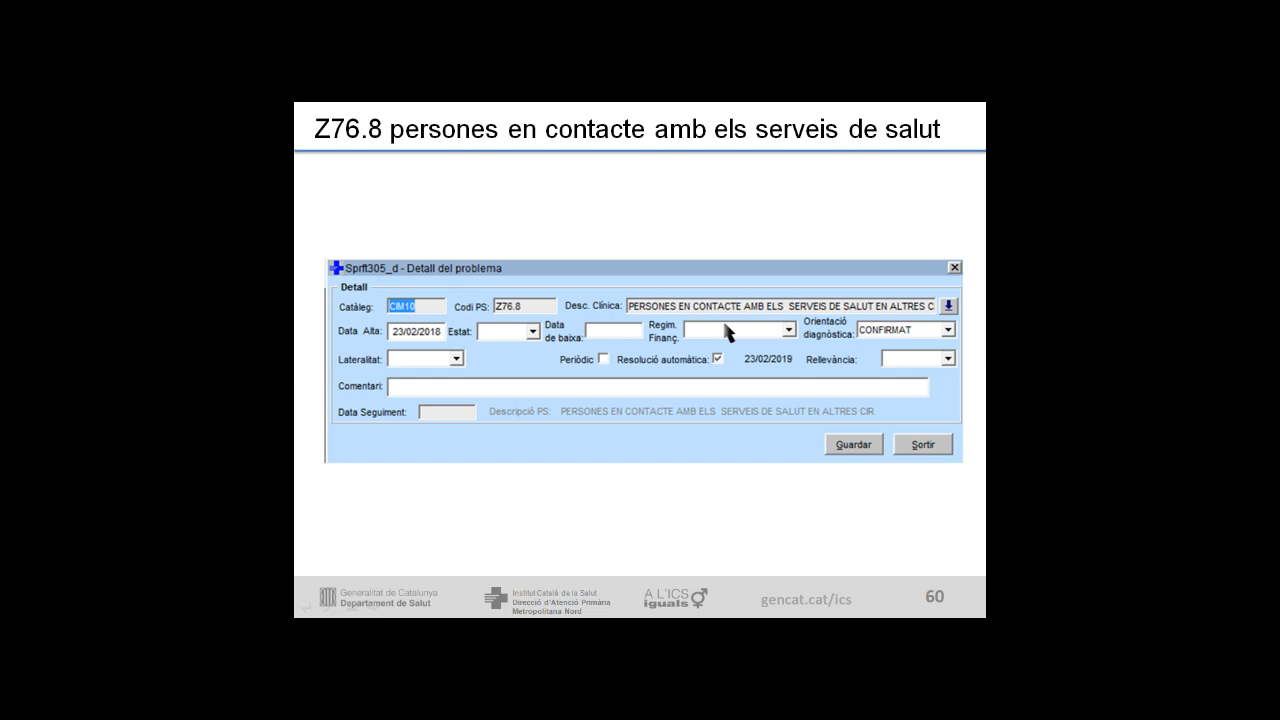 Z76.8 persones en contacte amb els serveis de salut
Sprft305_d - Detall del problema
Detall
Catàleg: CIM10 Codi PS: Z76.8 Desc. Clínica: PERSONES EN CONTACTE AMB ELS SERVEIS DE SALUT EN ALTRES C
Data Alta: 23/02/2018 Estat: Data de baixa: Regim. Finanç. Orientació diagnòstica: CONFIRMAT
Lateralitat: Periòdic Resolució automàtica: 23/02/2019 Rellevància:
Comentari:
Data Seguiment: Descripció PS: PERSONES EN CONTACTE AMB ELS SERVEIS DE SALUT EN ALTRES CIR
Guardar Sortir
Generalitat de Catalunya
Departament de Salut
Institut Català de la Salut
Direcció d'Atenció Primària
Metropolitana Nord
A L'ICS
iguals
gencat.cat/ics
60